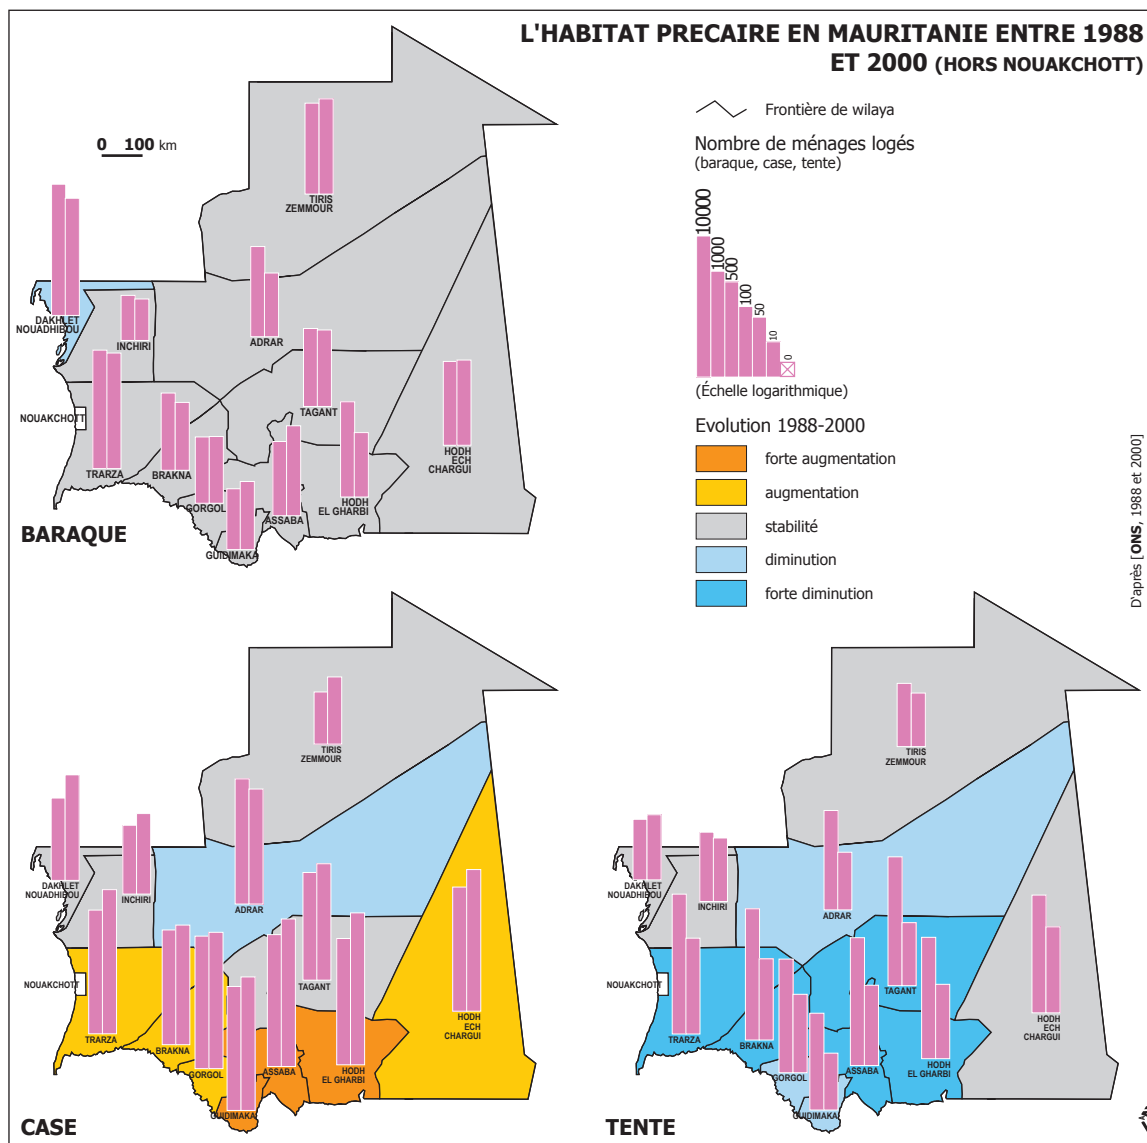 L'HABITAT PRECAIRE EN MAURITANIE ENTRE 1988
ET 2000 (HORS NOUAKCHOTT)
Frontière de wilaya
Nombre de ménages logés
(baraque, case, tente)
10000
1000
500
100
50
10
0
(Échelle logarithmique)
Evolution 1988-2000
forte augmentation
augmentation
stabilité
diminution
forte diminution
D'après [ONS, 1988 et 2000]
0 100 km
TIRIS
ZEMMOUR
DAKHLET
NOUADHIBOU
INCHIRI
ADRAR
NOUAKCHOTT
TAGANT
TRARZA
BRAKNA
GORGOL
ASSABA
HODH
EL GHARBI
HODH
ECH
CHARGUI
GUIDIMAKA
BARAQUE
TIRIS
ZEMMOUR
DAKHLET
NOUADHIBOU
INCHIRI
ADRAR
NOUAKCHOTT
TAGANT
TRARZA
BRAKNA
GORGOL
ASSABA
HODH
EL GHARBI
HODH
ECH
CHARGUI
GUIDIMAKA
CASE
TIRIS
ZEMMOUR
DAKHLET
NOUADHIBOU
INCHIRI
ADRAR
NOUAKCHOTT
TAGANT
TRARZA
BRAKNA
GORGOL
ASSABA
HODH
EL GHARBI
HODH
ECH
CHARGUI
GUIDIMAKA
TENTE